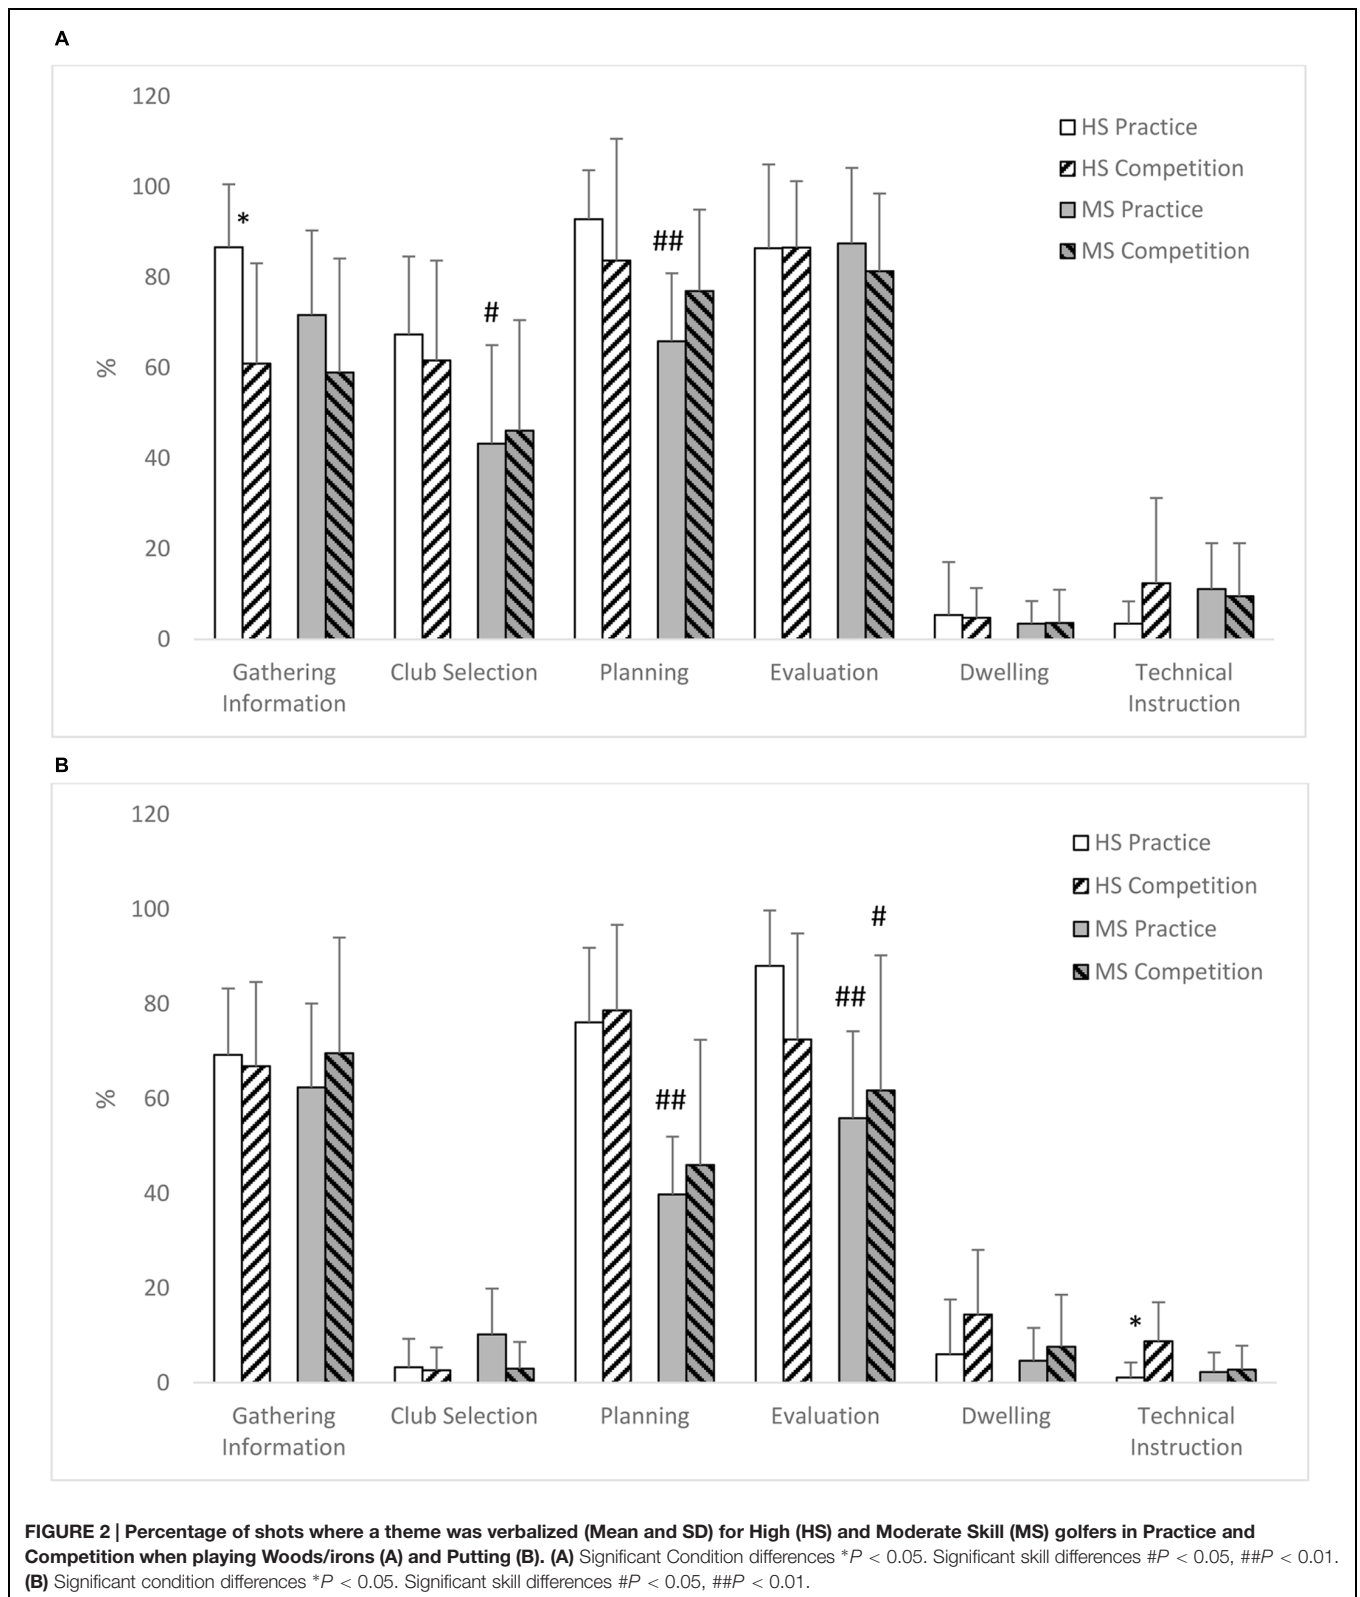 A
120
100
80
60
40
20
0
%
*
#
##
HS Practice
HS Competition
MS Practice
MS Competition
Gathering
Information
Club Selection
Planning
Evaluation
Dwelling
Technical
Instruction
B
120
100
80
60
40
20
0
%
##
##
#
*
HS Practice
HS Competition
MS Practice
MS Competition
Gathering
Information
Club Selection
Planning
Evaluation
Dwelling
Technical
Instruction
FIGURE 2 | Percentage of shots where a theme was verbalized (Mean and SD) for High (HS) and Moderate Skill (MS) golfers in Practice and
Competition when playing Woods/irons (A) and Putting (B). (A) Significant Condition differences *P < 0.05. Significant skill differences #P < 0.05, ##P < 0.01.
(B) Significant condition differences *P < 0.05. Significant skill differences #P < 0.05, ##P < 0.01.